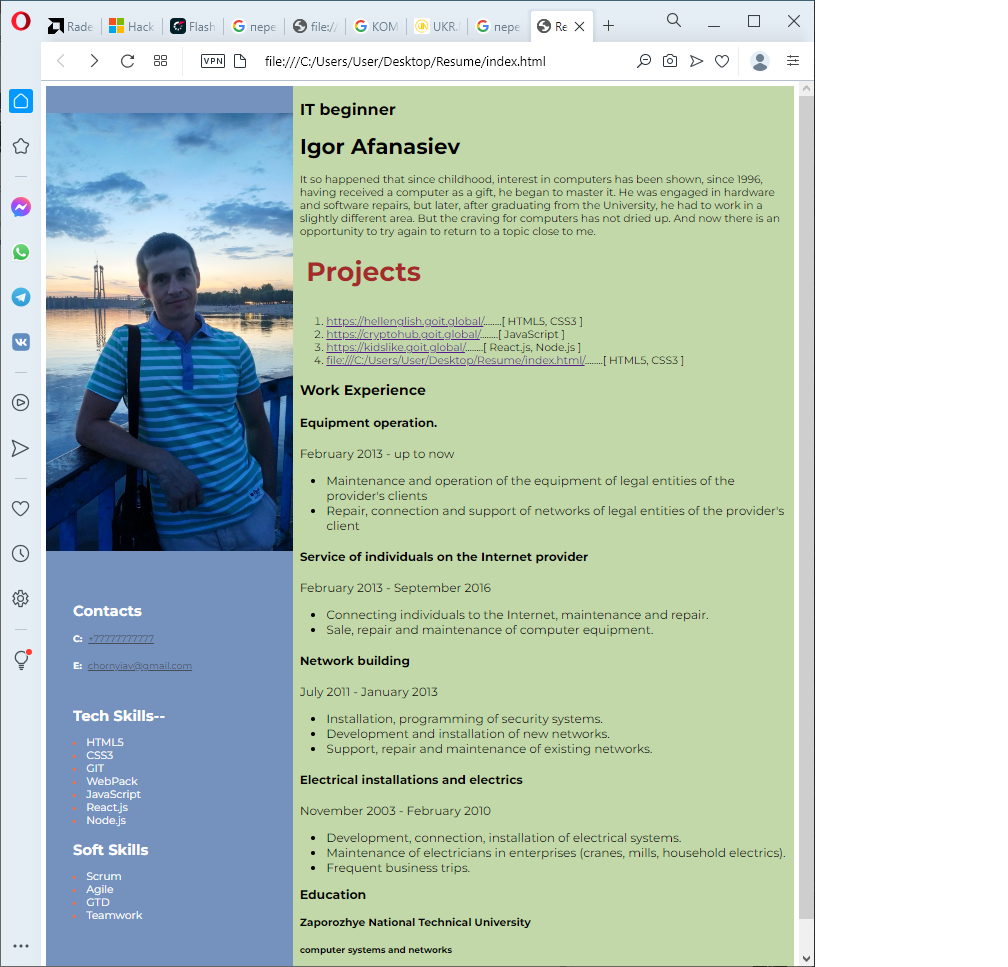 Rade
Hack
Flash
пере
file://
КОМ
UKR.
пере
Re
VPN
file:///C:/Users/User/Desktop/Resume/index.html
IT beginner
Igor Afanasiev
It so happened that since childhood, interest in computers has been shown, since 1996,
having received a computer as a gift, he began to master it. He was engaged in hardware
and software repairs, but later, after graduating from the University, he had to work in a
slightly different area. But the craving for computers has not dried up. And now there is an
opportunity to try again to return to a topic close to me.
Projects
1. https://hellenglish.goit.global/........[ HTML5, CSS3 ]
2. https://cryptohub.goit.global/........[ JavaScript ]
3. https://kidslike.goit.global/........[ React.js, Node.js ]
4. file:///C:/Users/User/Desktop/Resume/index.html/........[ HTML5, CSS3 ]
Work Experience
Equipment operation.
February 2013 - up to now
• Maintenance and operation of the equipment of legal entities of the
provider's clients
• Repair, connection and support of networks of legal entities of the provider's
client
Service of individuals on the Internet provider
February 2013 - September 2016
• Connecting individuals to the Internet, maintenance and repair.
• Sale, repair and maintenance of computer equipment.
Network building
July 2011 - January 2013
• Installation, programming of security systems.
• Development and installation of new networks.
• Support, repair and maintenance of existing networks.
Electrical installations and electrics
November 2003 - February 2010
• Development, connection, installation of electrical systems.
• Maintenance of electricians in enterprises (cranes, mills, household electrics).
• Frequent business trips.
Education
Zaporozhye National Technical University
computer systems and networks
Contacts
C: +77777777777
E: chornyiav@gmail.com
Tech Skills--
HTML5
CSS3
GIT
WebPack
JavaScript
React.js
Node.js
Soft Skills
Scrum
Agile
GTD
Teamwork